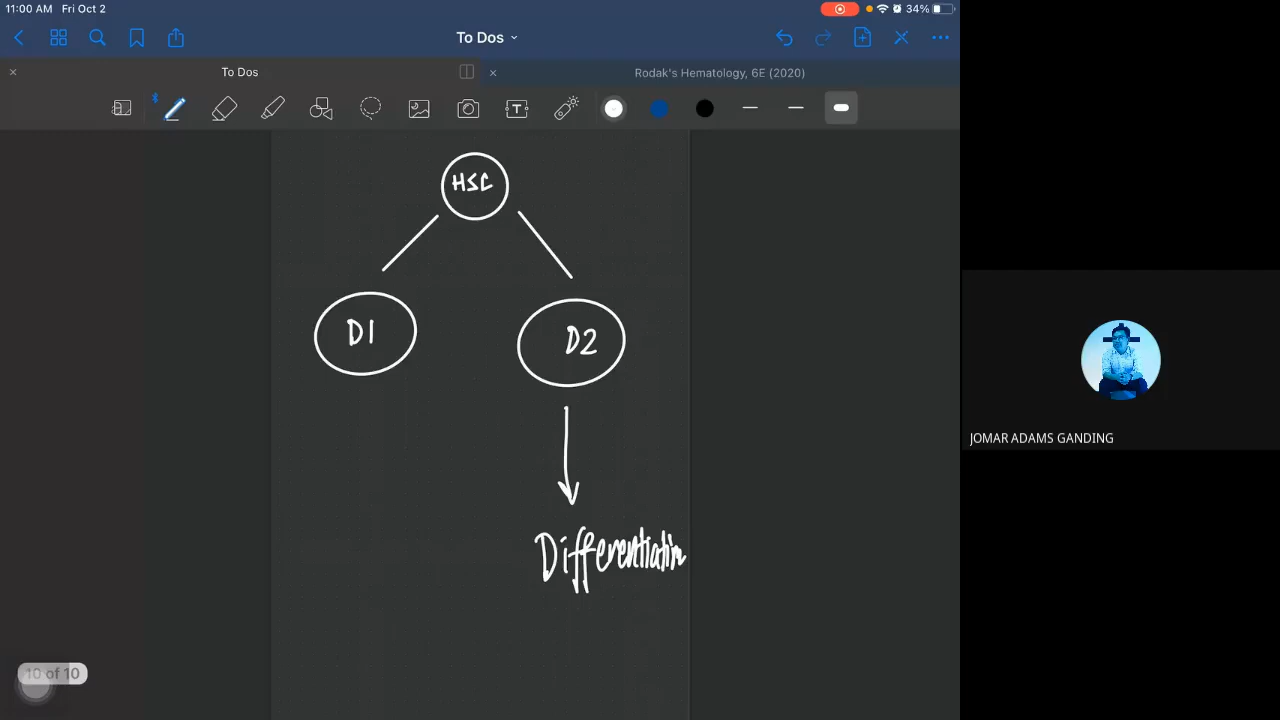 11:00 AM Fri Oct 2
34%
To Dos
To Dos
Rodak's Hematology, 6E (2020)
T
HSC
D1
D2
Differentiation
10 of 10
JOMAR ADAMS GANDING